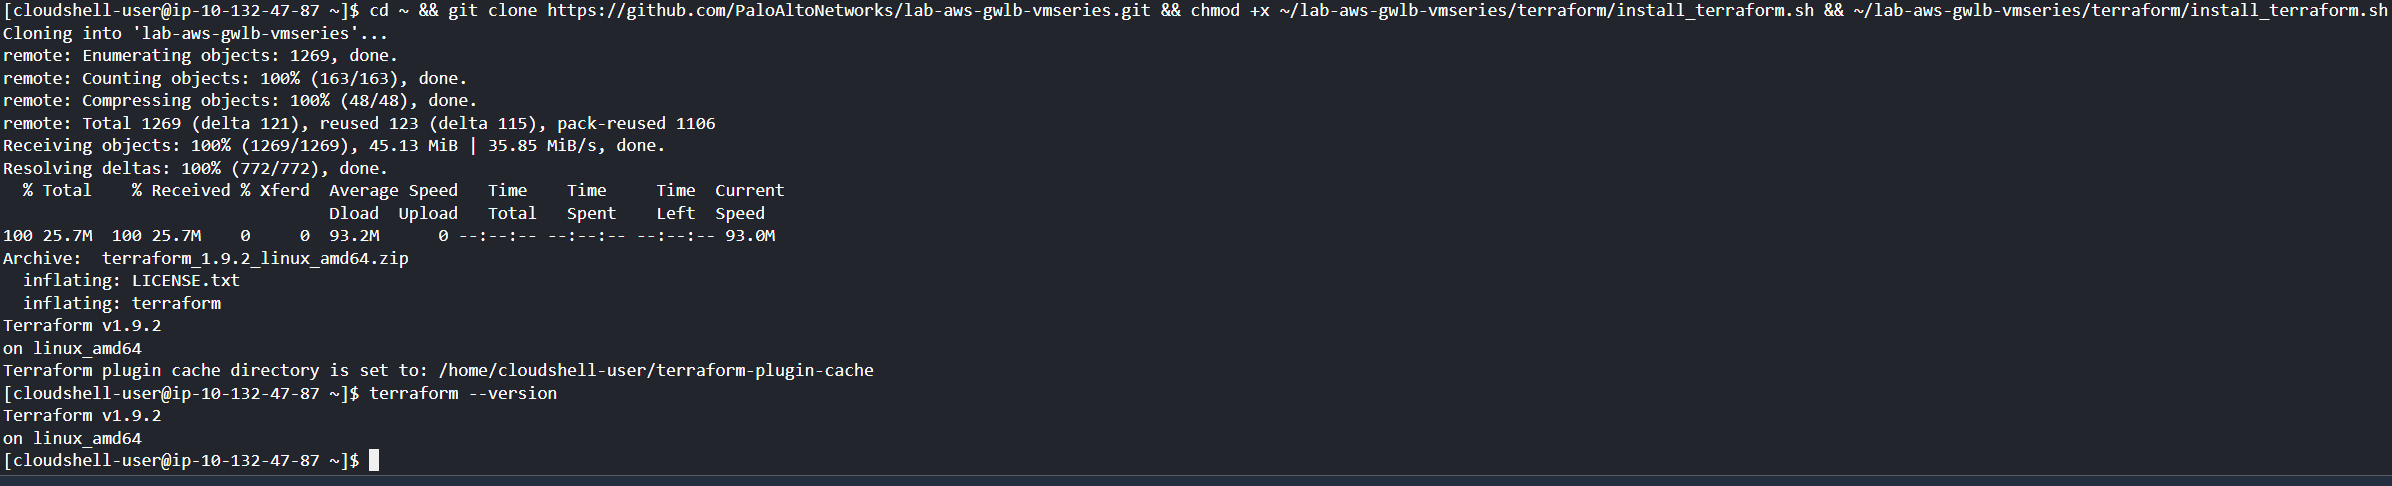 [cloudshell-user@ip-10-132-47-87 ~]$ cd ~ && git clone https://github.com/PaloAltoNetworks/lab-aws-gwlb-vmseries.git && chmod +x ~/lab-aws-gwlb-vmseries/terraform/install_terraform.sh && ~/lab-aws-gwlb-vmseries/terraform/install_terraform.sh
Cloning into 'lab-aws-gwlb-vmseries'...
remote: Enumerating objects: 1269, done.
remote: Counting objects: 100% (163/163), done.
remote: Compressing objects: 100% (48/48), done.
remote: Total 1269 (delta 121), reused 123 (delta 115), pack-reused 1106
Receiving objects: 100% (1269/1269), 45.13 MiB | 35.85 MiB/s, done.
Resolving deltas: 100% (772/772), done.
  % Total    % Received % Xferd  Average Speed   Time    Time     Time  Current
                                 Dload  Upload   Total   Spent    Left  Speed
100 25.7M  100 25.7M    0     0  93.2M      0 --:--:-- --:--:-- --:--:-- 93.0M
Archive:  terraform_1.9.2_linux_amd64.zip
  inflating: LICENSE.txt
  inflating: terraform
Terraform v1.9.2
on linux_amd64
Terraform plugin cache directory is set to: /home/cloudshell-user/terraform-plugin-cache
[cloudshell-user@ip-10-132-47-87 ~]$ terraform --version
Terraform v1.9.2
on linux_amd64
[cloudshell-user@ip-10-132-47-87 ~]$